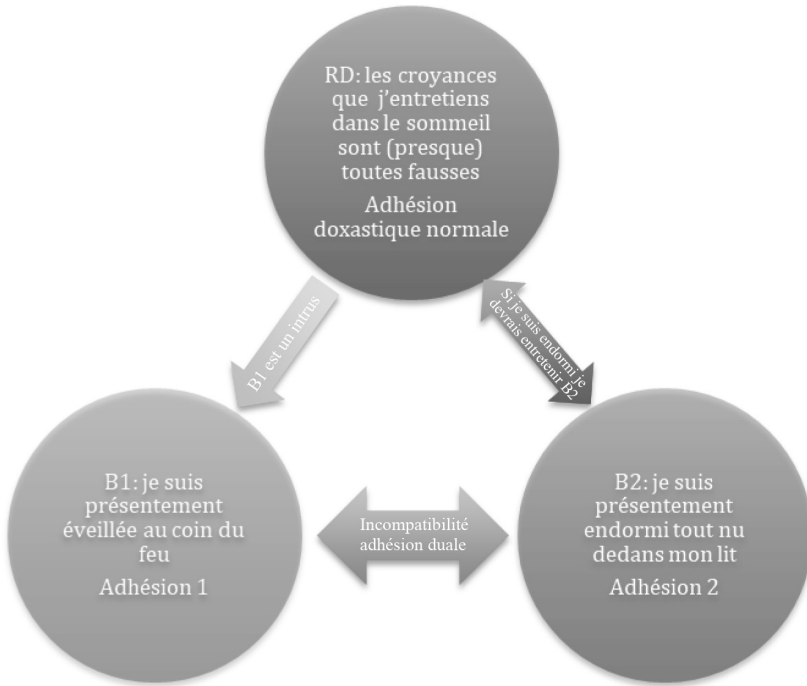 RD: les croyances
que j’entretiens
dans le sommeil
sont (presque)
toutes fausses
Adhésion
doxastique normale
B1 est un intrus
Si je suis endormi je
devrais entretenir B2
B1: je suis
présentement
éveillée au coin du
feu
Adhésion 1
Incompatibilité
adhésion duale
B2: je suis
présentement
endormi tout nu
dedans mon lit
Adhésion 2